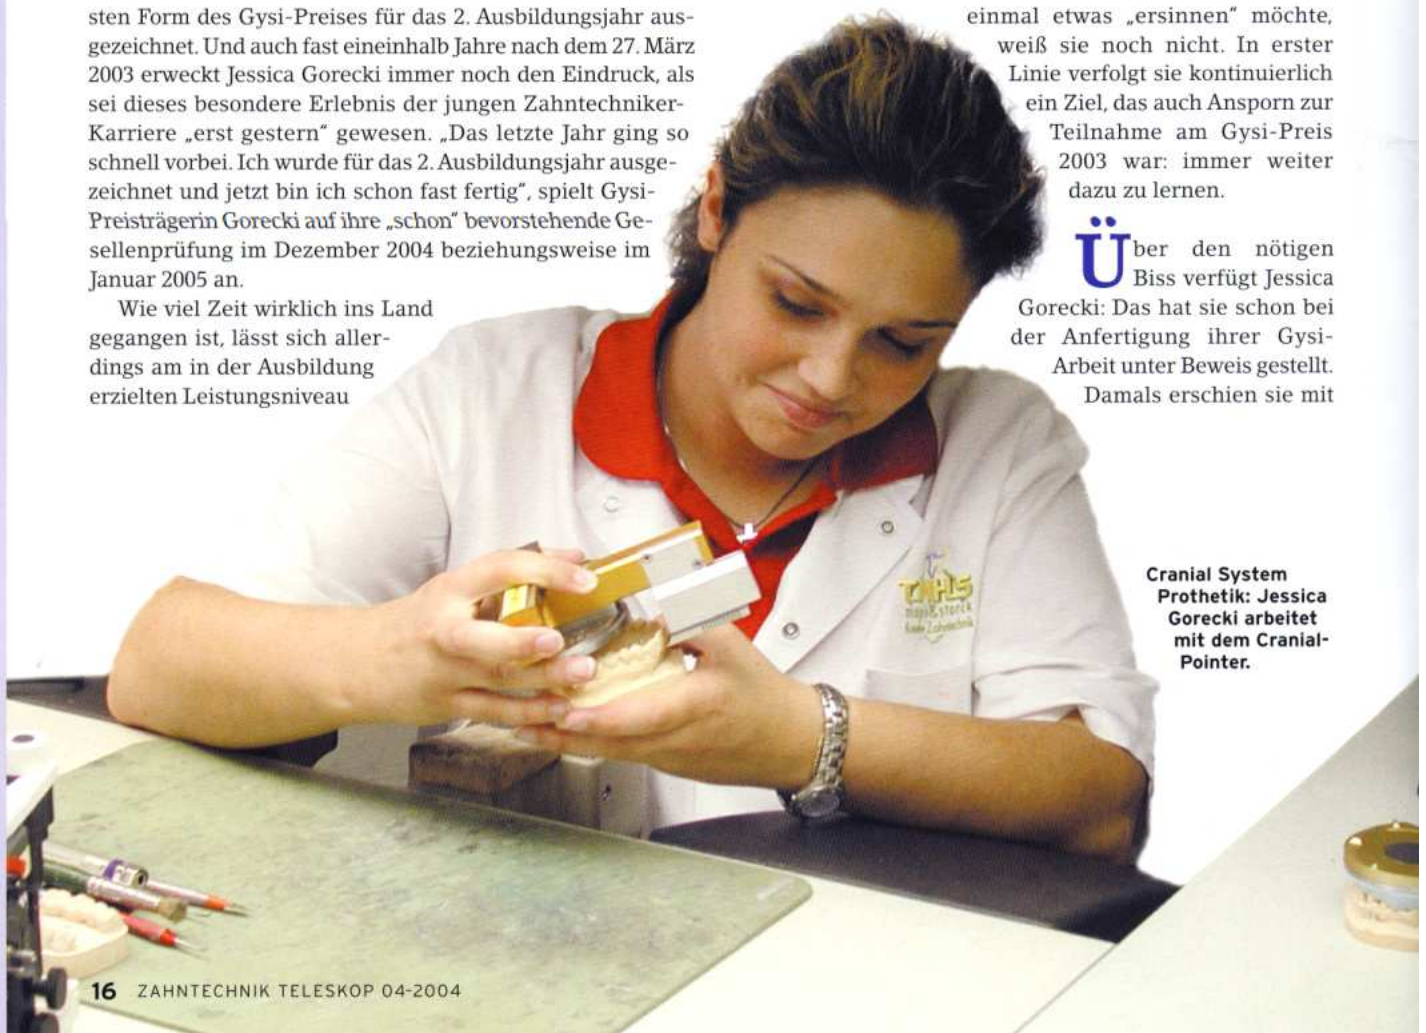 sten Form des Gysi-Preises für das 2. Ausbildungsjahr aus-
gezeichnet. Und auch fast eineinhalb Jahre nach dem 27. März
2003 erweckt Jessica Gorecki immer noch den Eindruck, als
sei dieses besondere Erlebnis der jungen Zahntechniker-
Karriere „erst gestern“ gewesen. „Das letzte Jahr ging so
schnell vorbei. Ich wurde für das 2. Ausbildungsjahr ausge-
zeichnet und jetzt bin ich schon fast fertig“, spielt Gysi-
Preisträgerin Gorecki auf ihre „schon“ bevorstehende Ge-
sellenprüfung im Dezember 2004 beziehungsweise im
Januar 2005 an.
Wie viel Zeit wirklich ins Land
gegangen ist, lässt sich aller-
dings am in der Ausbildung
erzielten Leistungsniveau
einmal etwas „ersinnen“ möchte,
weiß sie noch nicht. In erster
Linie verfolgt sie kontinuierlich
ein Ziel, das auch Ansporn zur
Teilnahme am Gysi-Preis
2003 war: immer weiter
dazu zu lernen.
Über den nötigen
Biss verfügt Jessica
Gorecki: Das hat sie schon bei
der Anfertigung ihrer Gysi-
Arbeit unter Beweis gestellt.
Damals erschien sie mit
Cranial System
Prothetik: Jessica
Gorecki arbeitet
mit dem Cranial-
Pointer.
16 ZAHNTECHNIK TELESKOP 04-2004